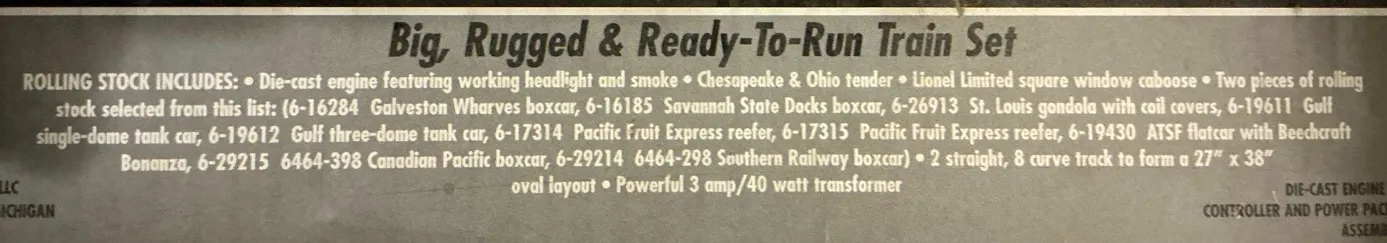 Big, Rugged & Ready-To-Run Train Set
ROLLING STOCK INCLUDES: • Die-cast engine featuring working headlight and smoke • Chesapeake & Ohio tender • Lionel Limited square window caboose • Two pieces of rolling
stock selected from this list: (6-16284 Galveston Wharves boxcar, 6-16185 Savannah State Docks boxcar, 6-26913 St. Louis gondola with coil covers, 6-19611 Gulf
single-dome tank car, 6-19612 Gulf three-dome tank car, 6-17314 Pacific Fruit Express reefer, 6-17315 Pacific Fruit Express reefer, 6-19430 ATSF flatcar with Beechcraft
Bonanza, 6-29215 6464-398 Canadian Pacific boxcar, 6-29214 6464-298 Southern Railway boxcar) • 2 straight, 8 curve track to form a 27" x 38"
oval layout • Powerful 3 amp/40 watt transformer
LLC
ICHIGAN
DIE-CAST ENGINE
CONTROLLER AND POWER PAC
ASSEMB